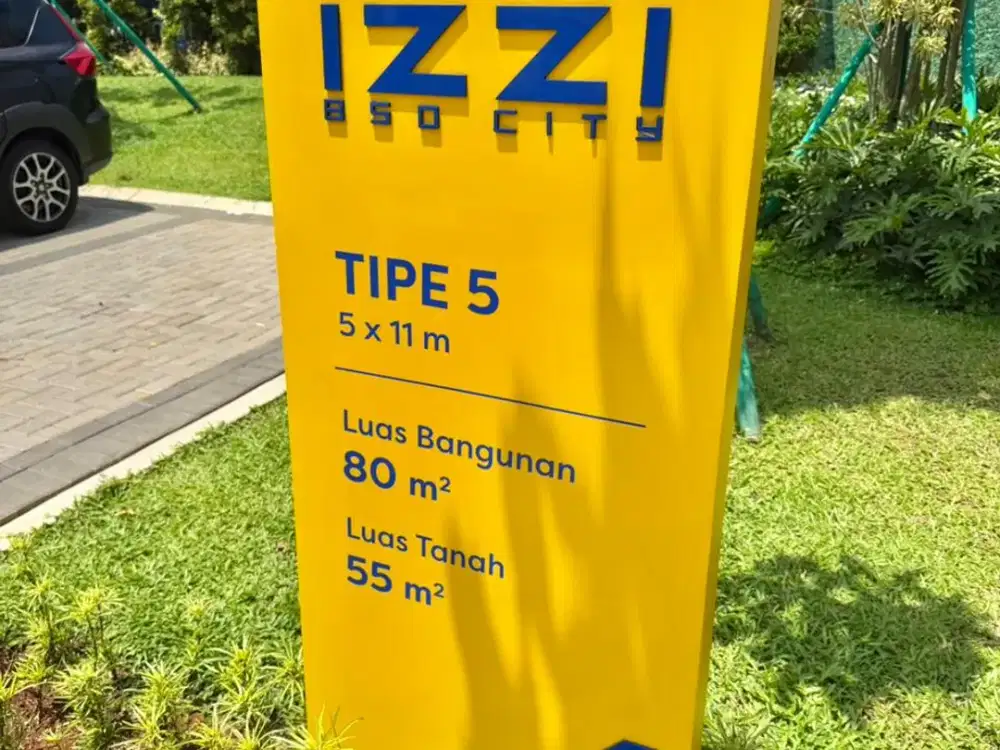 IZZI
BSD CITY
TIPE 5
5 x 11 m
Luas Bangunan
80 m²
Luas Tanah
55 m²